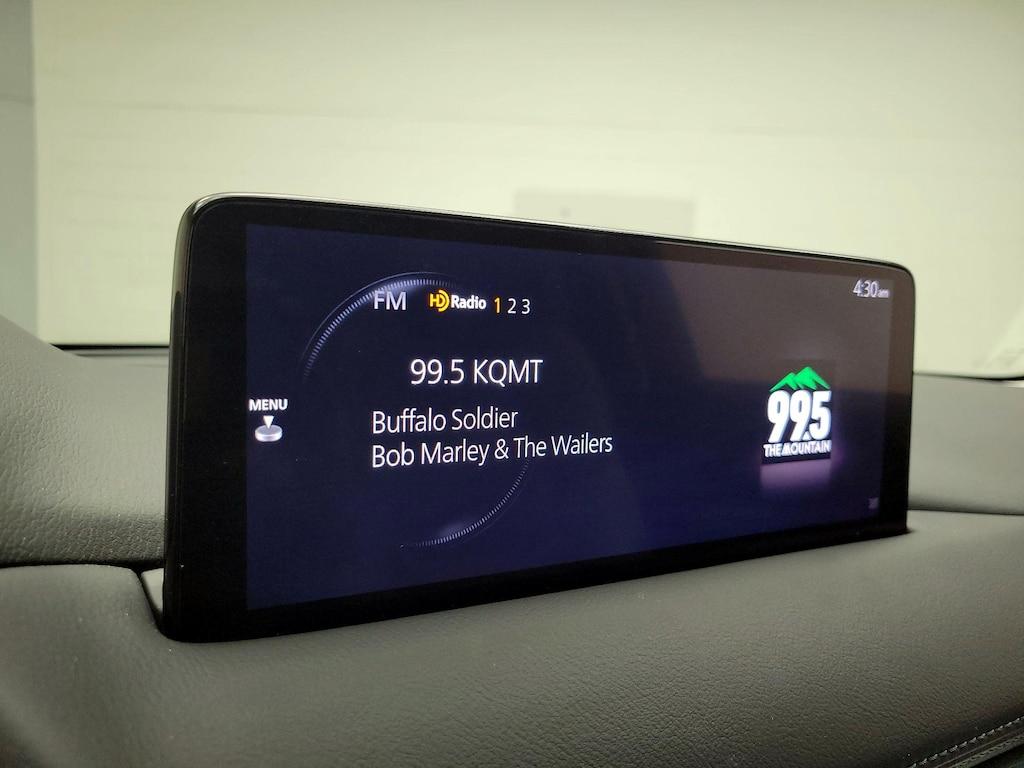 FM HD Radio 1 2 3
4:30 am
99.5 KQMT
MENU
Buffalo Soldier
Bob Marley & The Wailers
99.5
THE MOUNTAIN